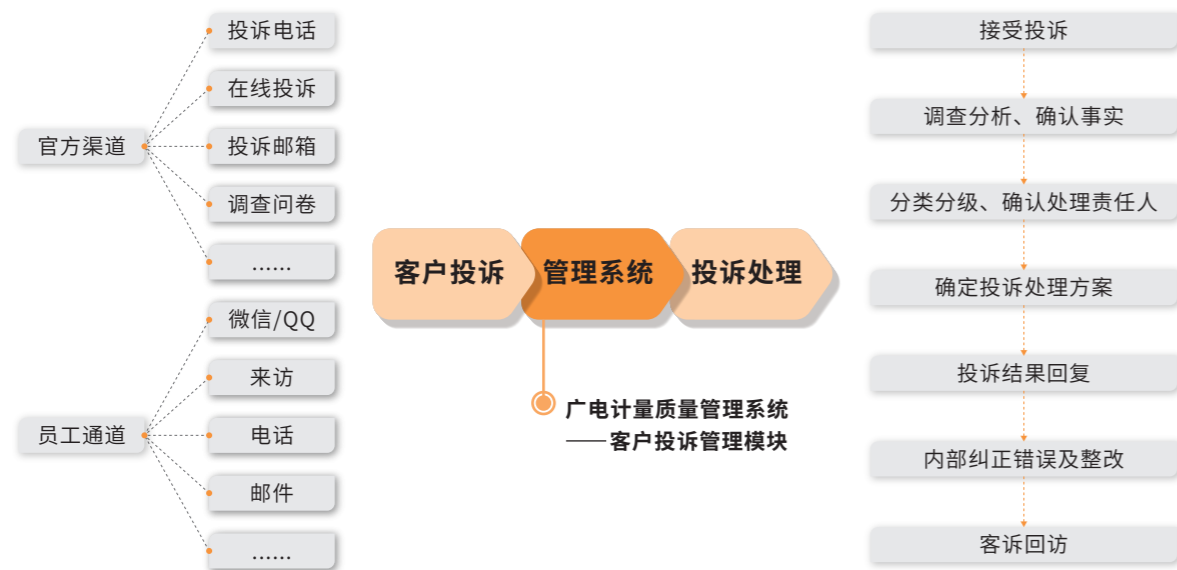 官方渠道
投诉电话
在线投诉
投诉邮箱
调查问卷
……
员工通道
微信/QQ
来访
电话
邮件
……
客户投诉
管理系统
投诉处理
广电计量质量管理系统
——客户投诉管理模块
接受投诉
调查分析、确认事实
分类分级、确认处理责任人
确定投诉处理方案
投诉结果回复
内部纠正错误及整改
客诉回访